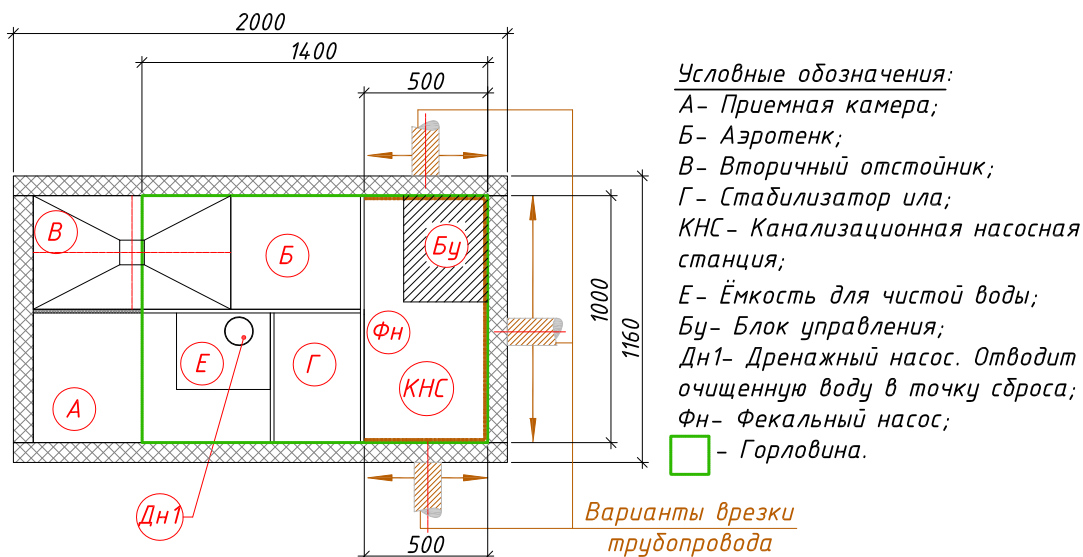 2000
1400
500
Условные обозначения:
А- Приемная камера;
Б- Аэротенк;
В- Вторичный отстойник;
Г- Стабилизатор ила;
КНС- Канализационная насосная
станция;
Е- Ёмкость для чистой воды;
Бу- Блок управления;
Дн1- Дренажный насос. Отводит
очищенную воду в точку сброса;
Фн- Фекальный насос;
- Горловина.
В
Б
Бу
Фн
Е
Г
КНС
А
1000
1160
Дн1
Варианты врезки
трубопровода
500